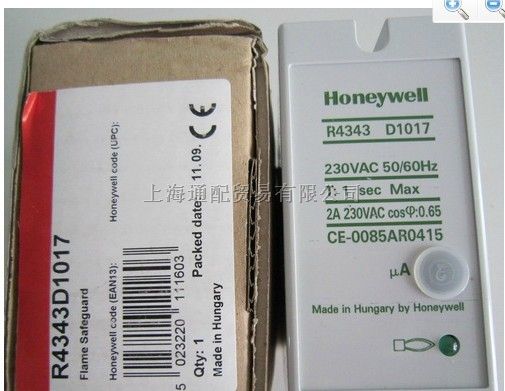 R4343D1017
Flame Safeguard
Honeywell code (EAN13):
Honeywell code (UPC):
5 023220 111603
Qty: 1
Packed date: 11.09.
Made in Hungary
CE
Honeywell
R4343 D1017
230VAC 50/60Hz
T: 1 sec Max
2A 230VAC cosφ:0.65
CE-0085AR0415
μA
Made in Hungary by Honeywell
上海通配贸易有限公司